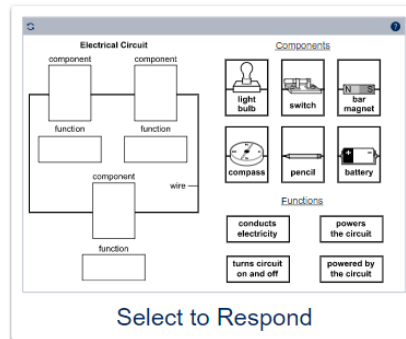 ?
Electrical Circuit
component
component
function
function
component
wire
function
Components
light
bulb
switch
N S
bar
magnet
compass
pencil
+ -
battery
Functions
conducts
electricity
powers
the circuit
turns circuit
on and off
powered by
the circuit
Select to Respond